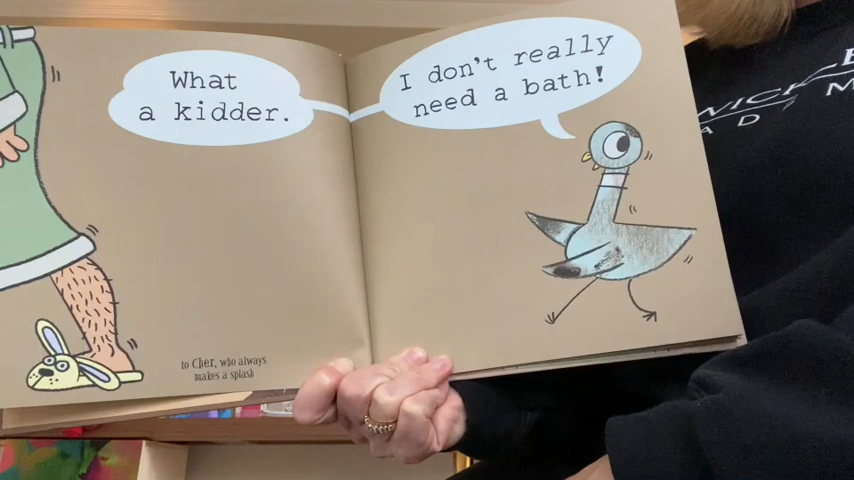 What
a kidder.
to Cher, who always
makes a splash
I don't really
need a bath!